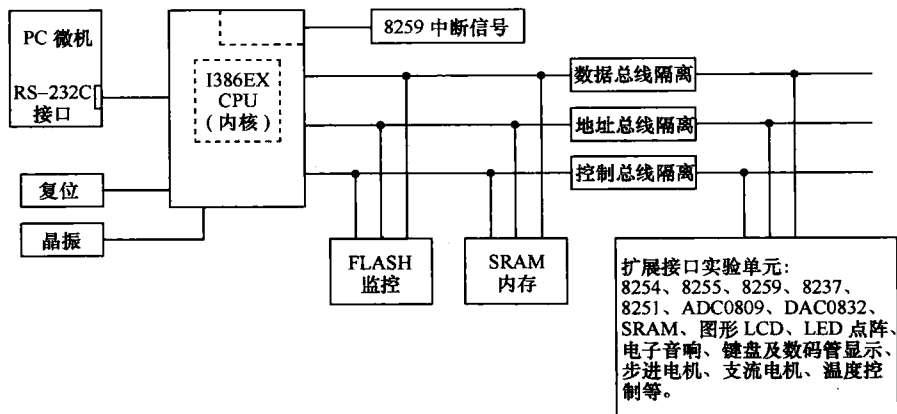 PC 微机
RS-232C
接口
复位
晶振
I386EX
CPU
(内核)
8259 中断信号
数据总线隔离
地址总线隔离
控制总线隔离
FLASH
监控
SRAM
内存
扩展接口实验单元:
8254、8255、8259、8237、
8251、ADC0809、DAC0832、
SRAM、图形 LCD、LED 点阵、
电子音响、键盘及数码管显示、
步进电机、支流电机、温度控
制等。